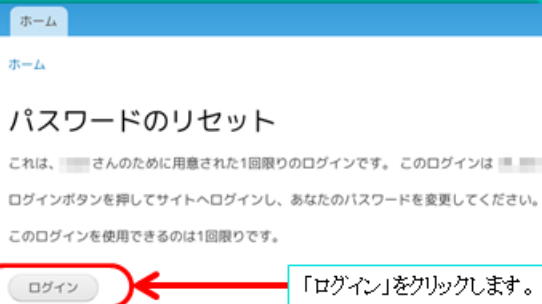 ホーム
ホーム
パスワードのリセット
これは、 さんのために用意された1回限りのログインです。 このログインは
ログインボタンを押してサイトへログインし、あなたのパスワードを変更してください。
このログインを使用できるのは1回限りです。
ログイン
「ログイン」をクリックします。